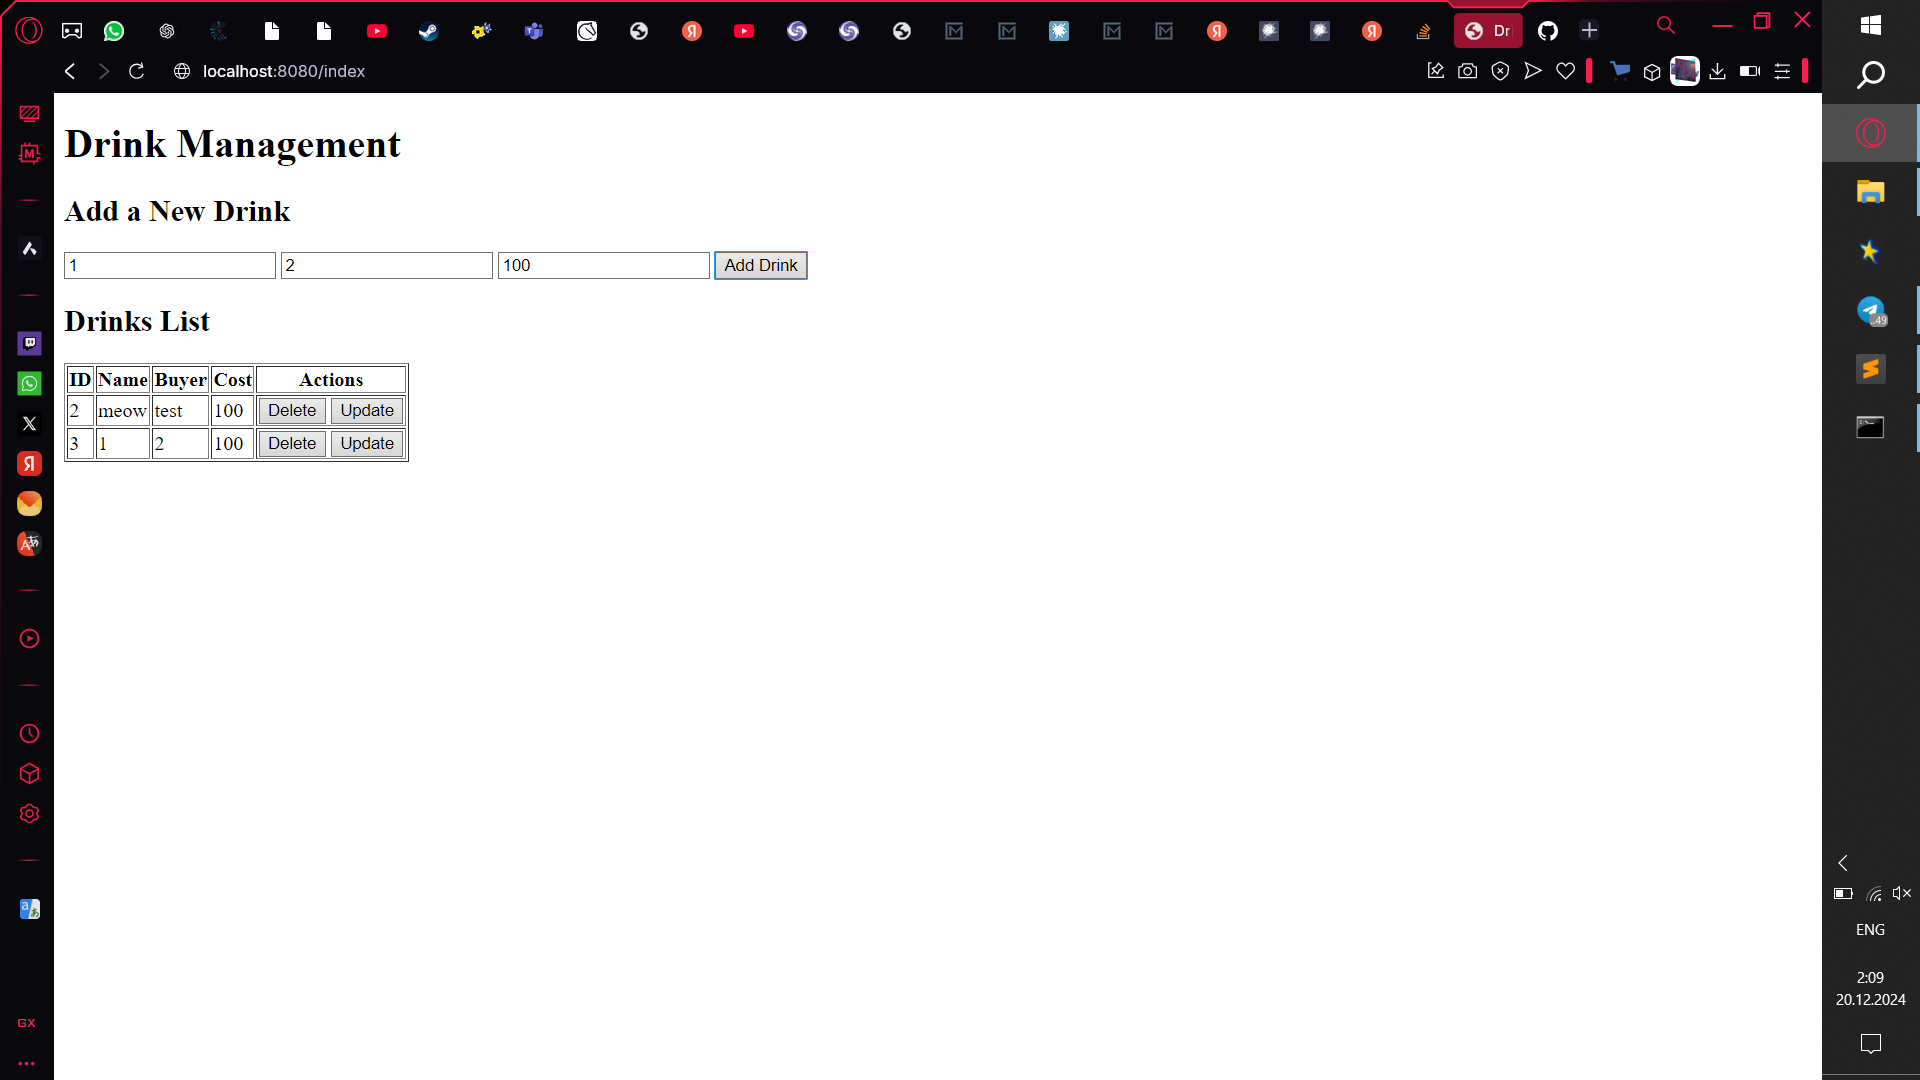 Dr
localhost:8080/index
Drink Management
Add a New Drink
1 2 100 Add Drink
Drinks List
ID Name Buyer Cost Actions
2 meow test 100 Delete Update
3 1 2 100 Delete Update
49
ENG
2:09
20.12.2024
GX